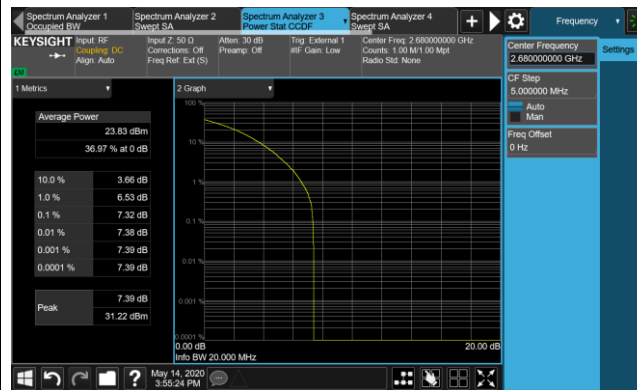 Spectrum Analyzer 1
Occupied BW
Spectrum Analyzer 2
Swept SA
Spectrum Analyzer 3
Power Stat CCDF
Spectrum Analyzer 4
Swept SA
+
Frequency
KEYSIGHT
Input: RF
Coupling: DC
Align: Auto
Input Z: 50 Ω
Corrections: Off
Freq Ref: Ext (S)
Atten: 30 dB
Preamp: Off
Trig: External 1
#IF Gain: Low
Center Freq: 2.680000000 GHz
Counts: 1.00 M/1.00 Mpt
Radio Std: None
Center Frequency
2.680000000 GHz
Settings
CF Step
5.000000 MHz
Auto
Man
Freq Offset
0 Hz
1 Metrics
2 Graph
Average Power
23.83 dBm
36.97 % at 0 dB
10.0 % 3.66 dB
1.0 % 6.53 dB
0.1 % 7.32 dB
0.01 % 7.38 dB
0.001 % 7.39 dB
0.0001 % 7.39 dB
Peak
7.39 dB
31.22 dBm
100 %
10 %
1 %
0.1 %
0.01 %
0.001 %
0.0001 %
0.00 dB
20.00 dB
Info BW 20.000 MHz
?
May 14, 2020
3:55:24 PM